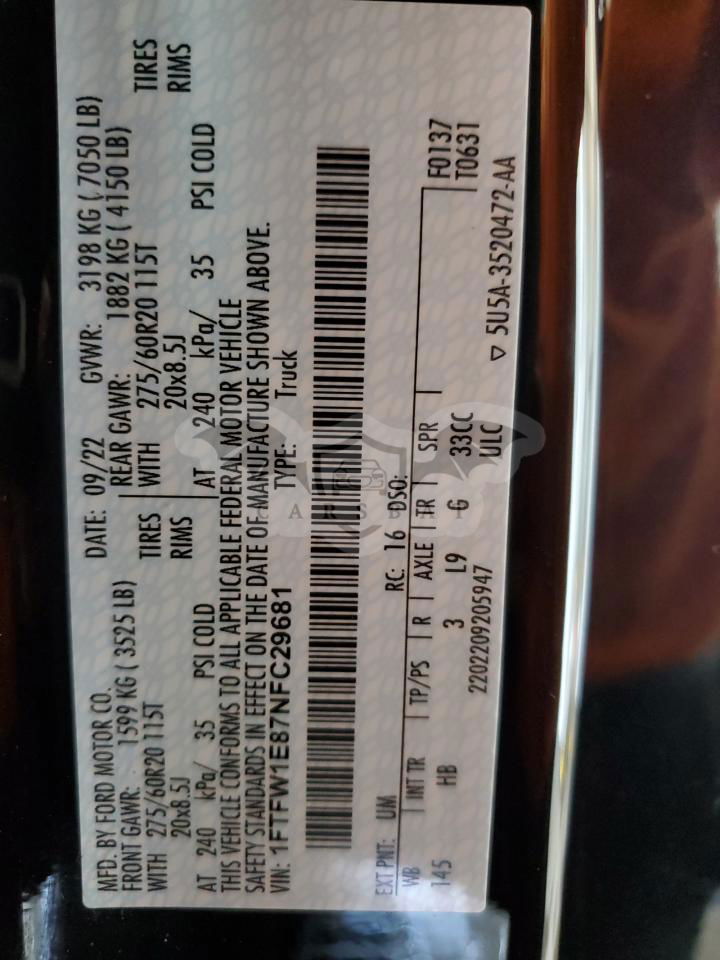 MFD. BY FORD MOTOR CO. DATE: 09/22 GVWR: 3198 KG ( 7050 LB)
FRONT GAWR: 1599 KG ( 3525 LB) REAR GAWR: 1882 KG ( 4150 LB)
WITH 275/60R20 115T TIRES WITH 275/60R20 115T TIRES
20x8.5J RIMS 20x8.5J RIMS
AT 240 kPa/ 35 PSI COLD AT 240 kPa/ 35 PSI COLD
THIS VEHICLE CONFORMS TO ALL APPLICABLE FEDERAL MOTOR VEHICLE
SAFETY STANDARDS IN EFFECT ON THE DATE OF MANUFACTURE SHOWN ABOVE.
VIN: 1FTFW1E87NFC29681 TYPE: Truck
EXT PNT: UM RC: 16 DSO: F0137
WB INT TR TP/PS R AXLE TR SPR T0631
145 HB 3 L9 G 33CC
2202209205947 ULC ▽ 5U5A-3520472-AA